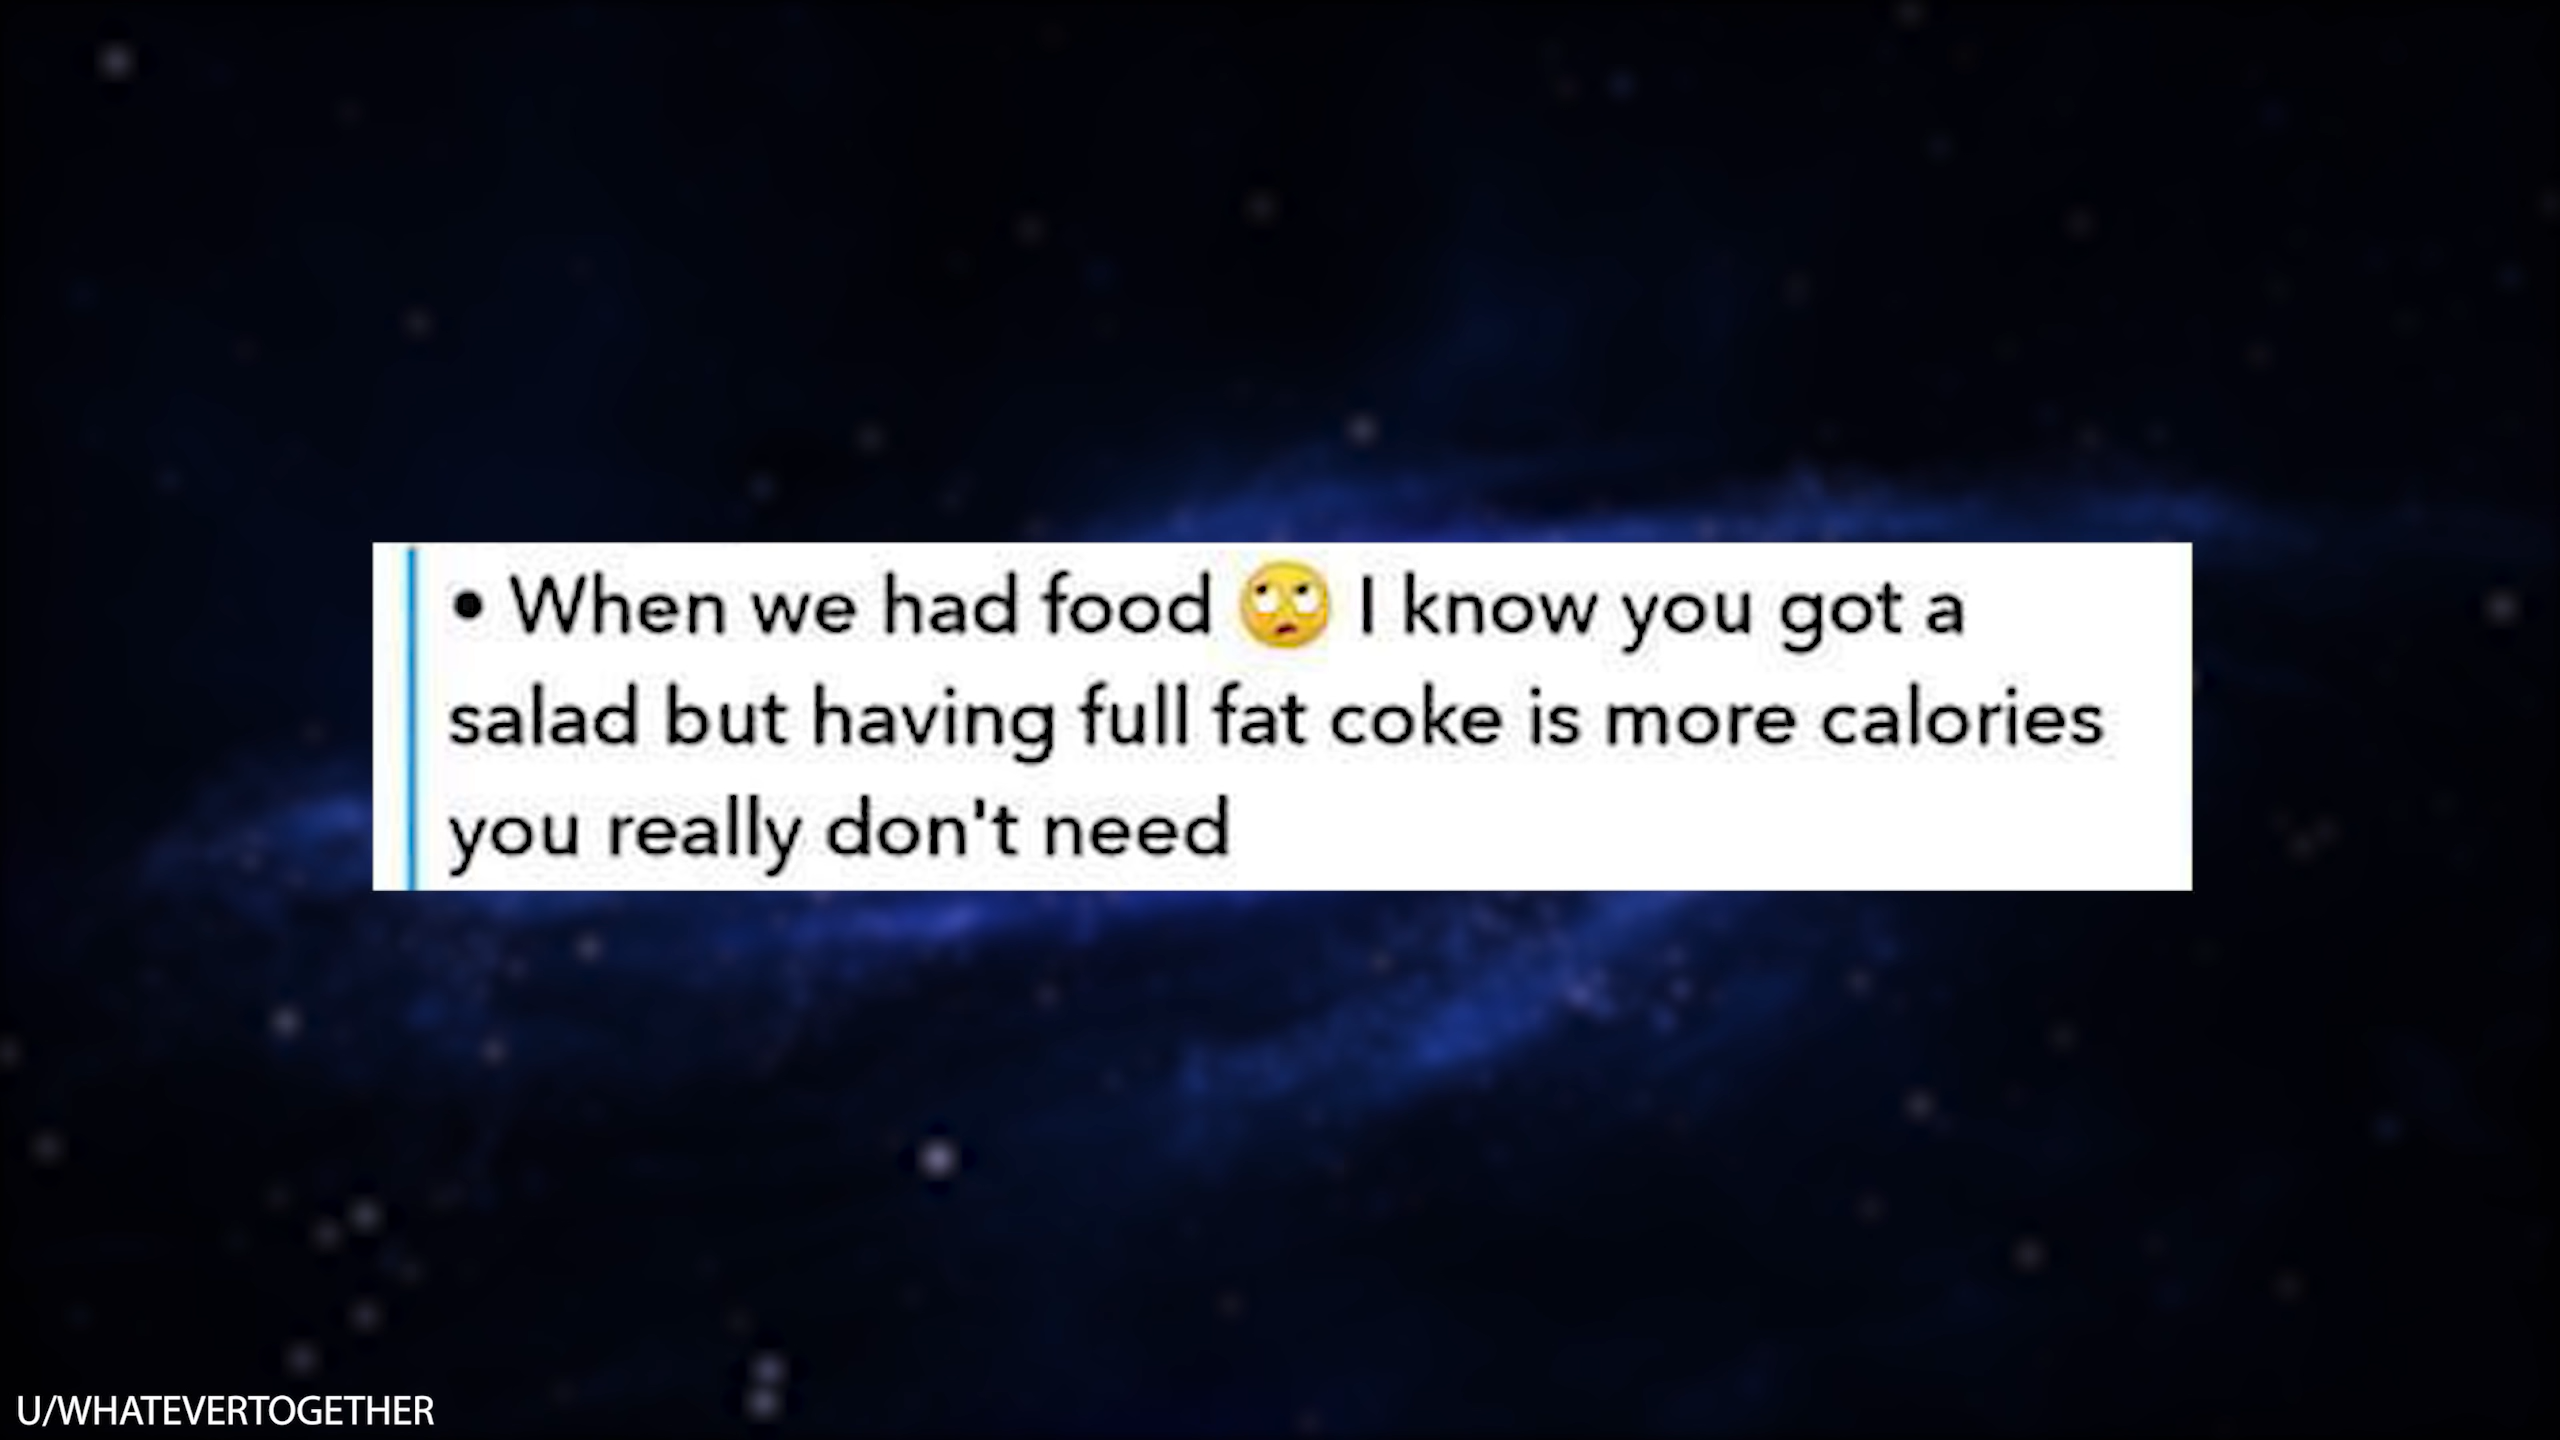 • When we had food 🙄 I know you got a
salad but having full fat coke is more calories
you really don't need
U/WHATEVERTOGETHER